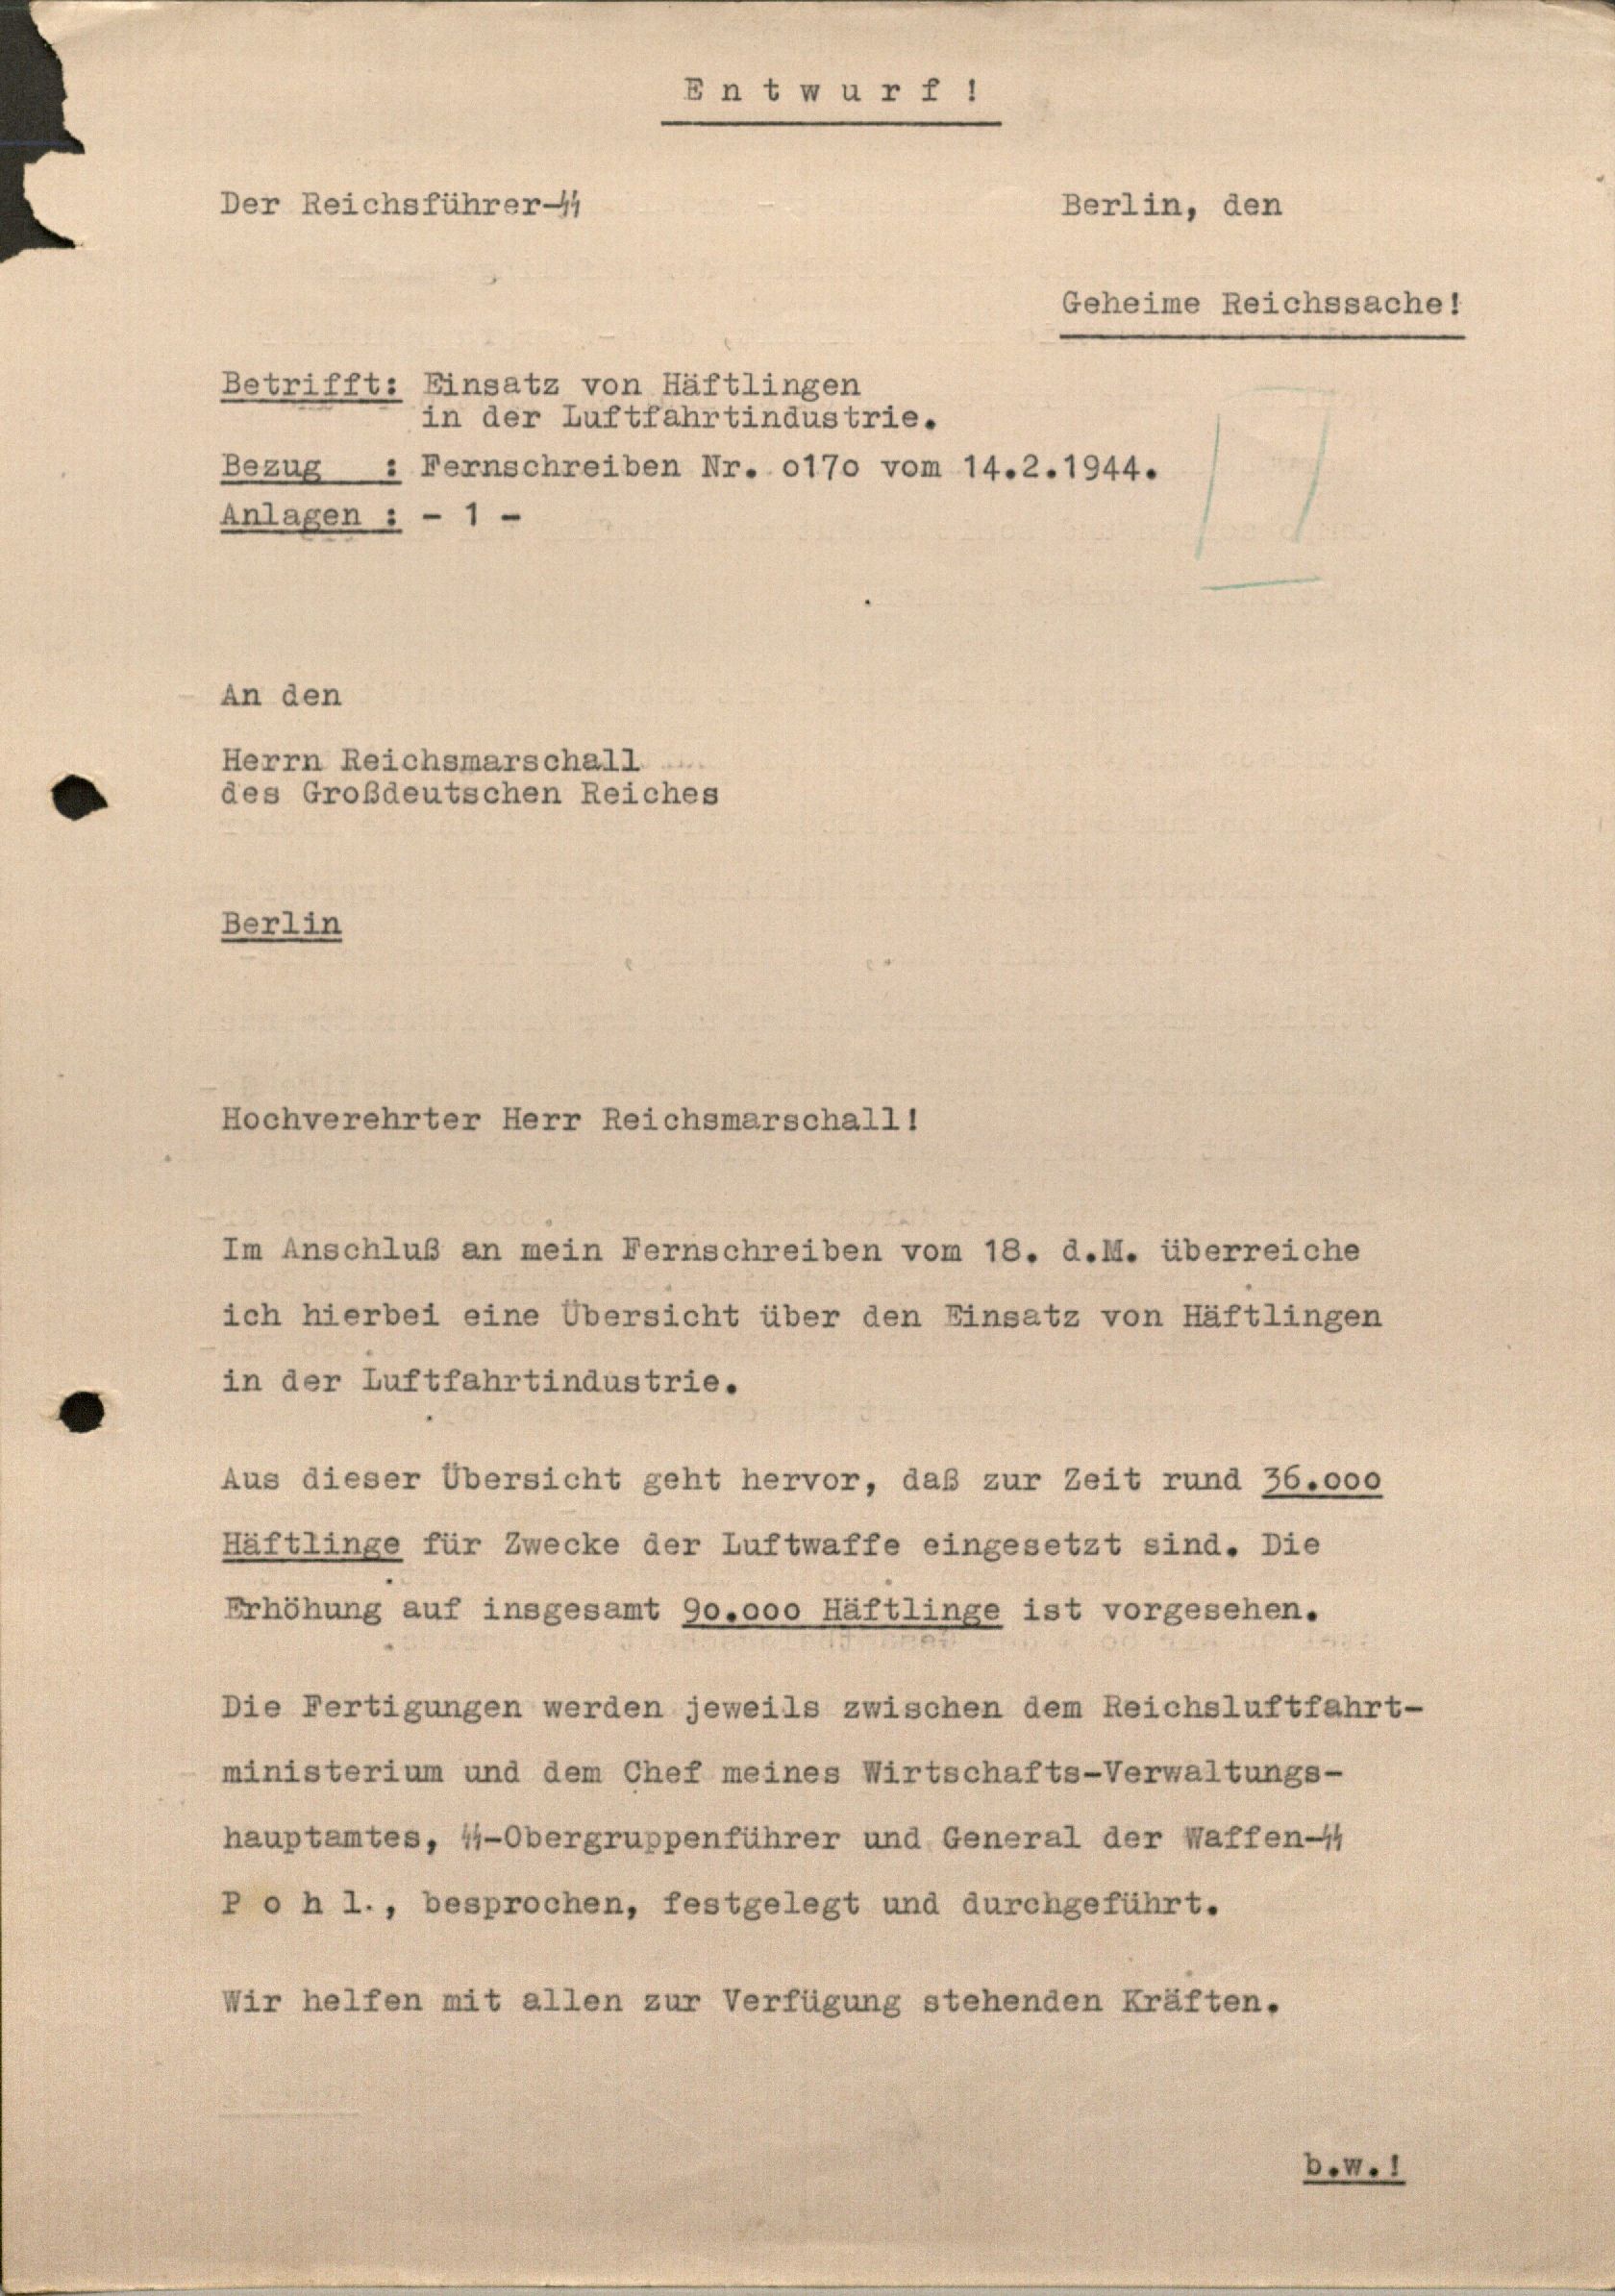 Entwurf!
Der Reichsführer-SS
Berlin, den
Geheime Reichssache!
Betrifft: Einsatz von Häftlingen
in der Luftfahrtindustrie.
Bezug : Fernschreiben Nr. o17o vom 14.2.1944.
Anlagen : - 1 -
An den
Herrn Reichsmarschall
des Großdeutschen Reiches
Berlin
Hochverehrter Herr Reichsmarschall!
Im Anschluß an mein Fernschreiben vom 18. d.M. überreiche
ich hierbei eine Übersicht über den Einsatz von Häftlingen
in der Luftfahrtindustrie.
Aus dieser Übersicht geht hervor, daß zur Zeit rund 36.ooo
Häftlinge für Zwecke der Luftwaffe eingesetzt sind. Die
Erhöhung auf insgesamt 9o.ooo Häftlinge ist vorgesehen.
Die Fertigungen werden jeweils zwischen dem Reichsluftfahrt-
ministerium und dem Chef meines Wirtschafts-Verwaltungs-
hauptamtes, SS-Obergruppenführer und General der Waffen-SS
P o h l., besprochen, festgelegt und durchgeführt.
Wir helfen mit allen zur Verfügung stehenden Kräften.
b.w.!